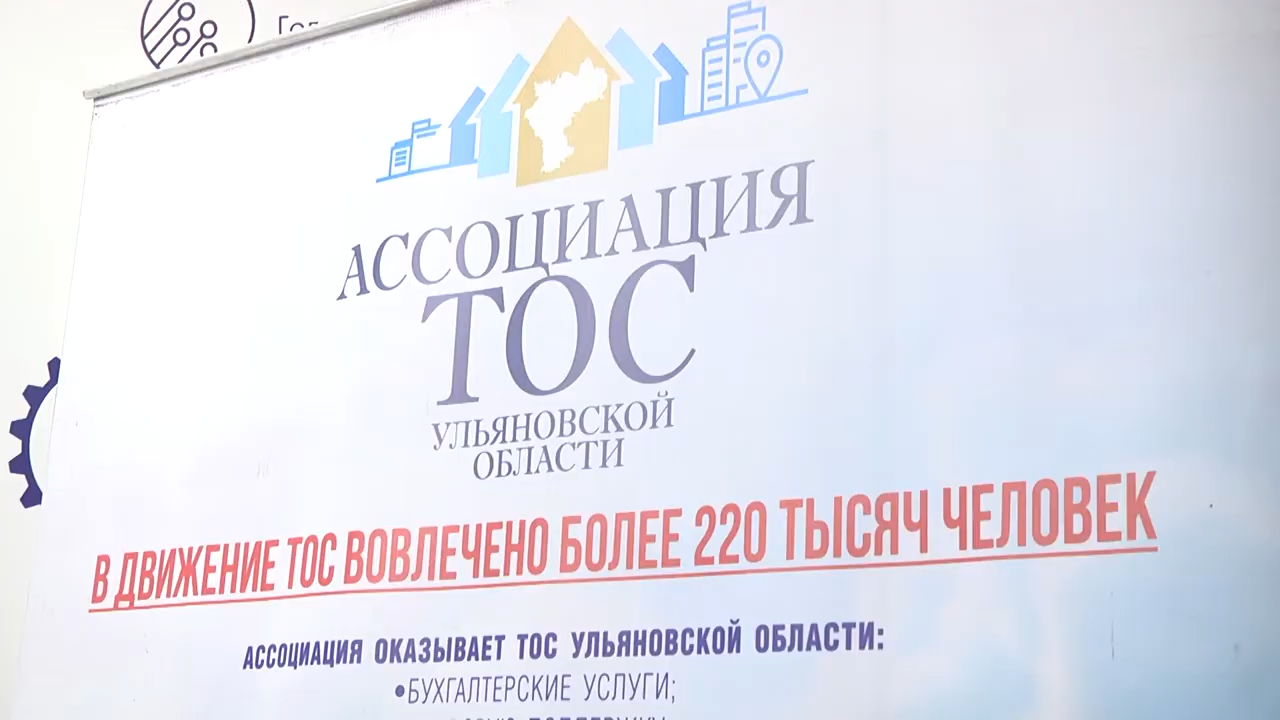 АССОЦИАЦИЯ
ТОС
УЛЬЯНОВСКОЙ
ОБЛАСТИ
В ДВИЖЕНИЕ ТОС ВОВЛЕЧЕНО БОЛЕЕ 220 ТЫСЯЧ ЧЕЛОВЕК
АССОЦИАЦИЯ ОКАЗЫВАЕТ ТОС УЛЬЯНОВСКОЙ ОБЛАСТИ:
•БУХГАЛТЕРСКИЕ УСЛУГИ;